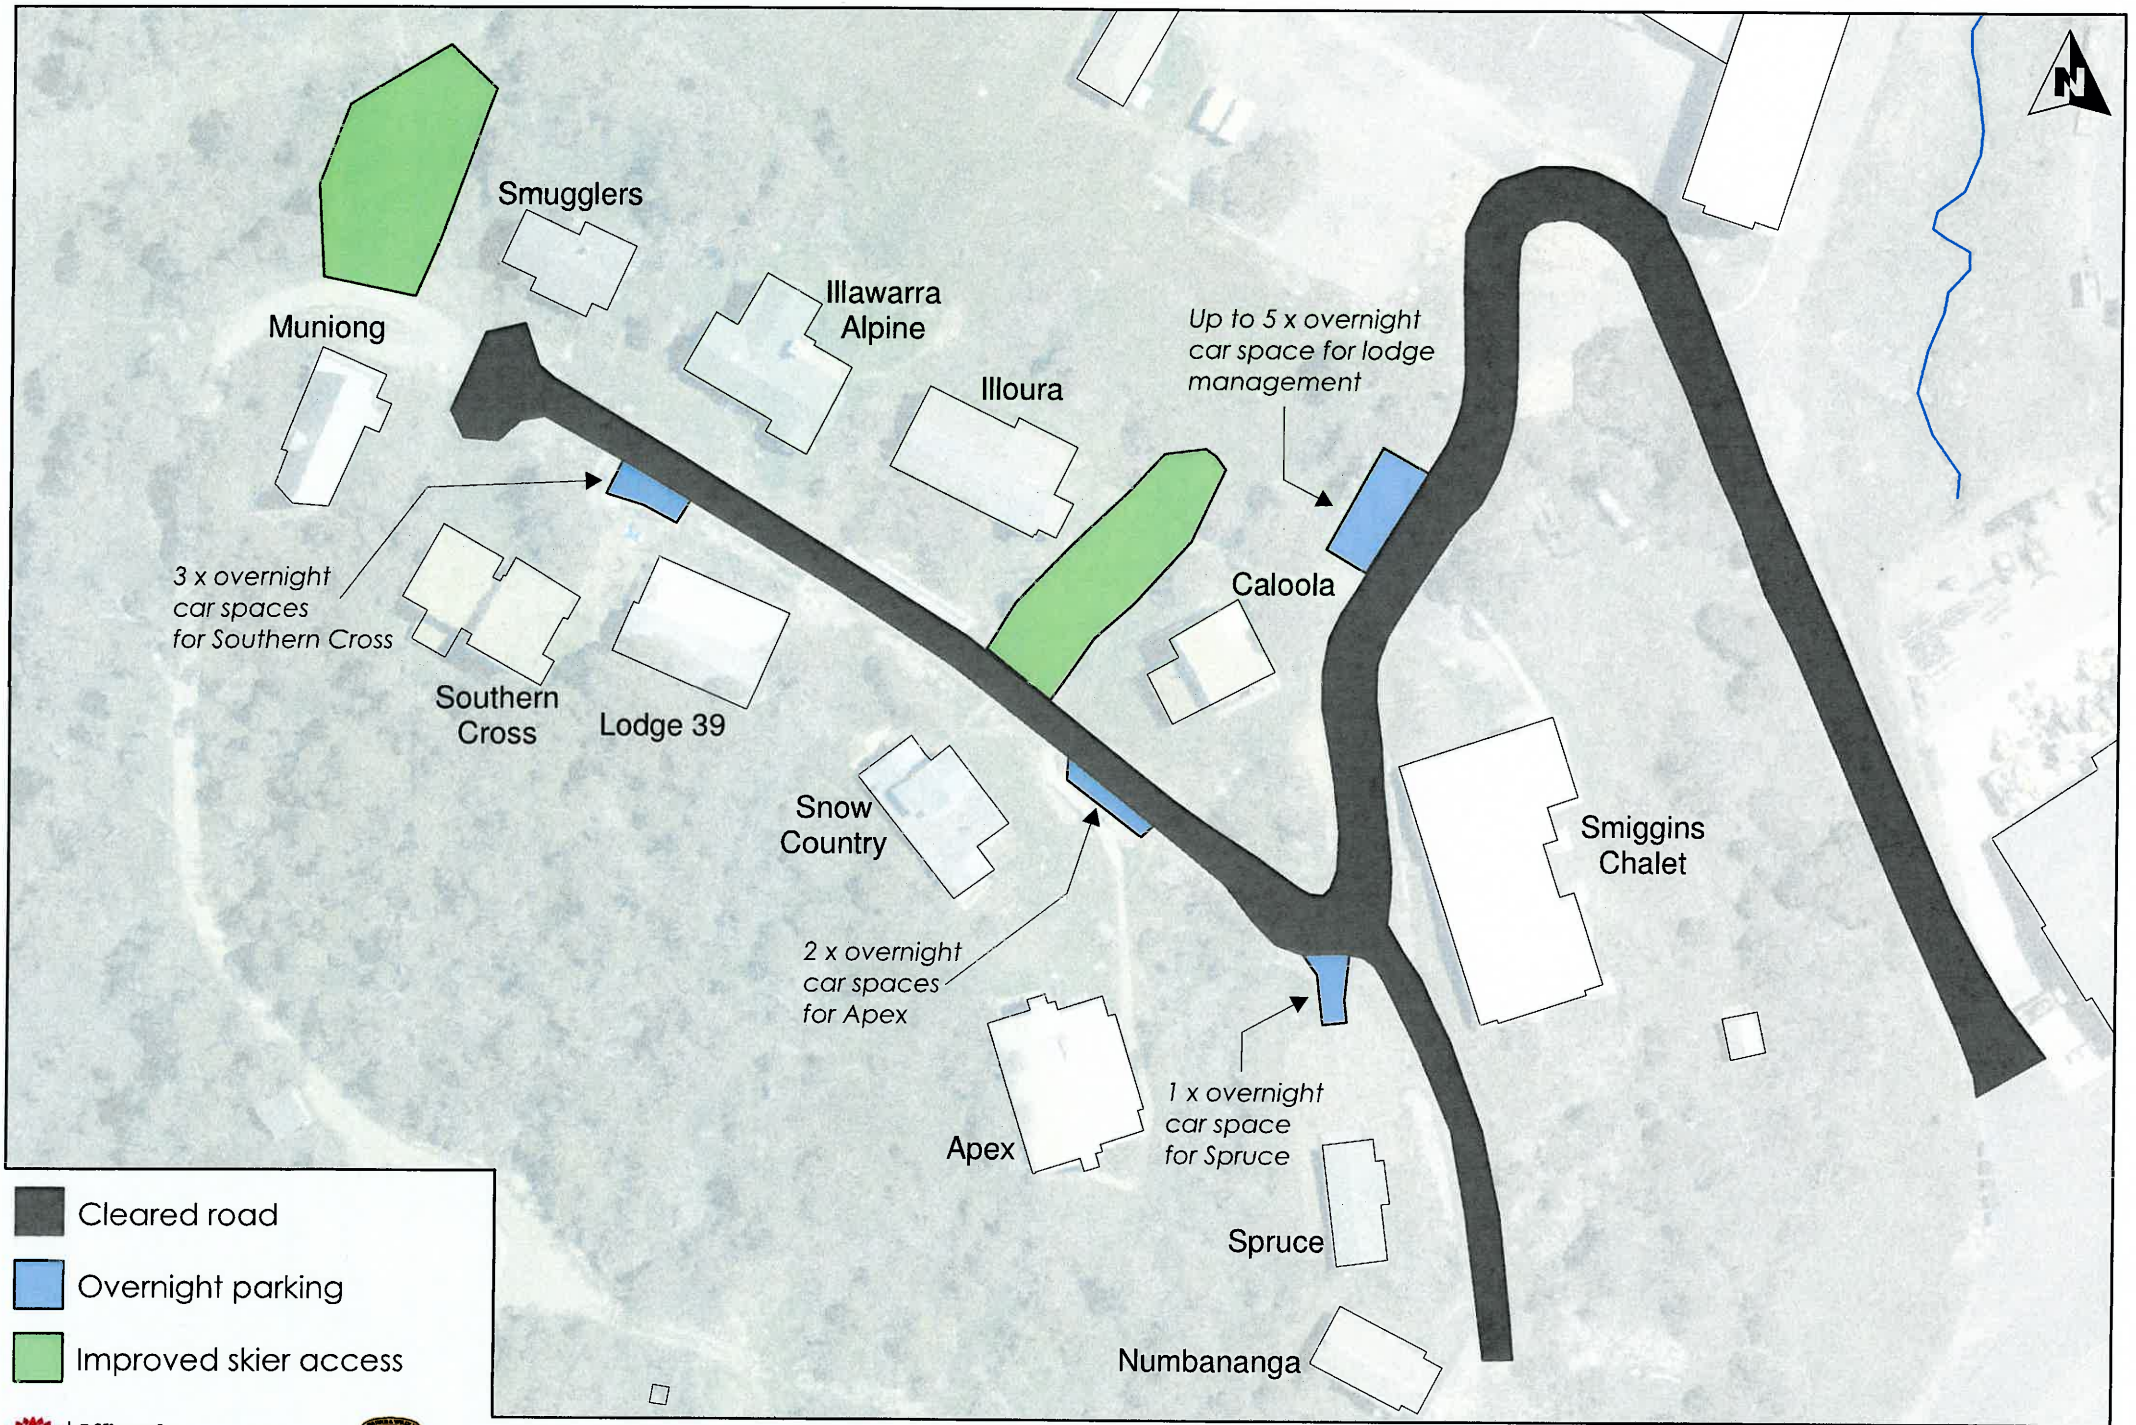 N
Smugglers
Illawarra
Alpine
Muniong
Illoura
Up to 5 x overnight
car space for lodge
management
3 x overnight
car spaces
for Southern Cross
Caloola
Southern
Cross
Lodge 39
Snow
Country
Smiggins
Chalet
2 x overnight
car spaces
for Apex
1 x overnight
car space
for Spruce
Apex
Spruce
Numbananga
Cleared road
Overnight parking
Improved skier access